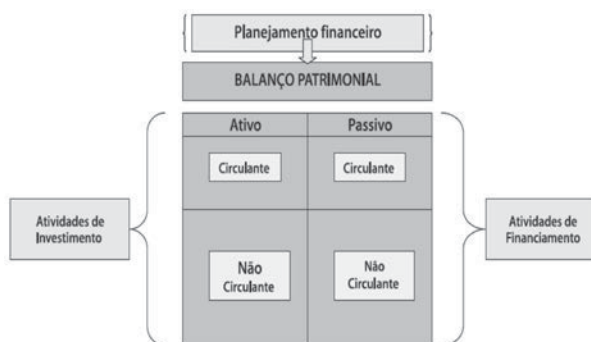 Planejamento financeiro
BALANÇO PATRIMONIAL
Ativo
Passivo
Circulante
Circulante
Atividades de
Investimento
Atividades de
Financiamento
Não
Circulante
Não
Circulante